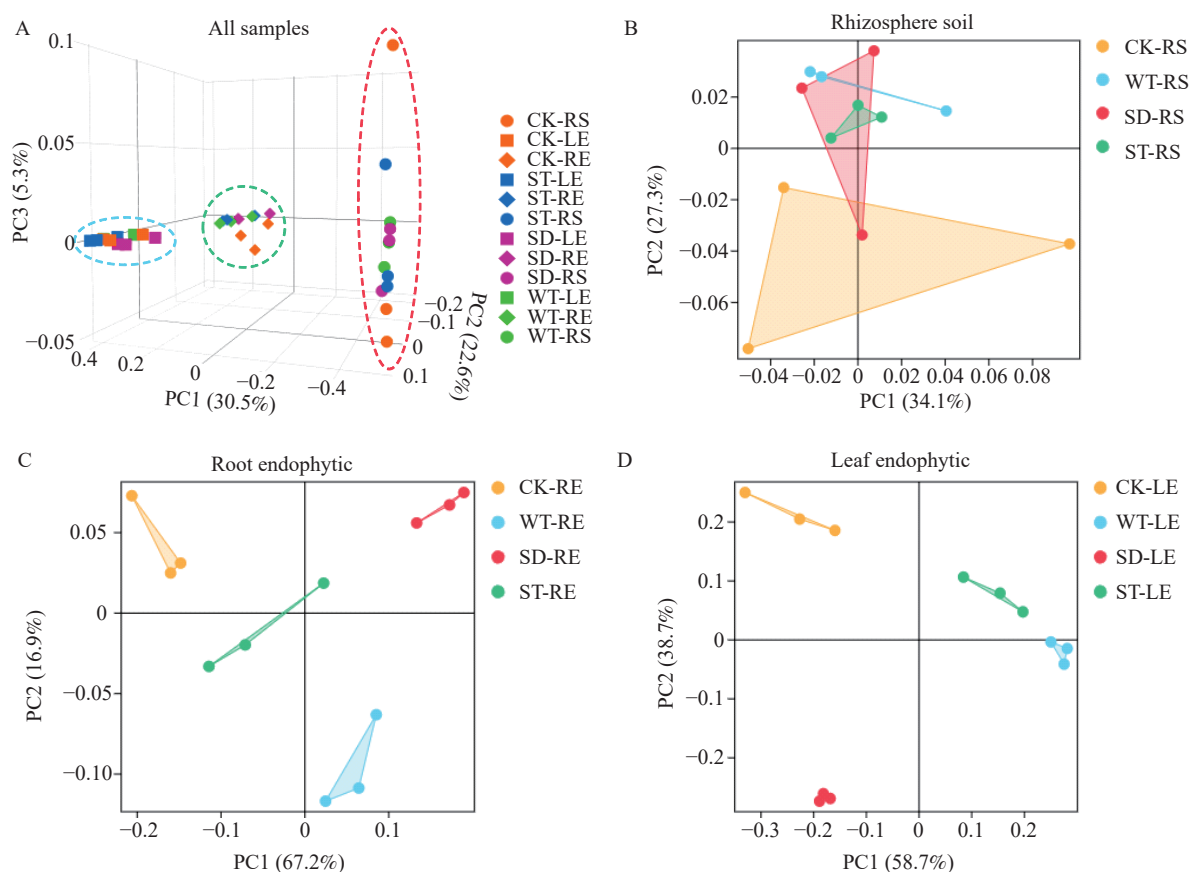 A
All samples
0.1
0.05
0
−0.05
PC3 (5.3%)
0.4
0.2
0
−0.2
−0.4
PC1 (30.5%)
−0.2
−0.1
0
0.1
PC2 (22.6%)
CK-RS
CK-LE
CK-RE
ST-LE
ST-RE
ST-RS
SD-LE
SD-RE
SD-RS
WT-LE
WT-RE
WT-RS
B
Rhizosphere soil
0.02
0
−0.02
−0.04
−0.06
PC2 (27.3%)
−0.04
−0.02
0
0.02
0.04
0.06
0.08
PC1 (34.1%)
CK-RS
WT-RS
SD-RS
ST-RS
C
Root endophytic
0.05
0
−0.05
−0.10
PC2 (16.9%)
−0.2
−0.1
0
0.1
PC1 (67.2%)
CK-RE
WT-RE
SD-RE
ST-RE
D
Leaf endophytic
0.2
0.1
0
−0.1
−0.2
PC2 (38.7%)
−0.3
−0.2
−0.1
0
0.1
0.2
PC1 (58.7%)
CK-LE
WT-LE
SD-LE
ST-LE